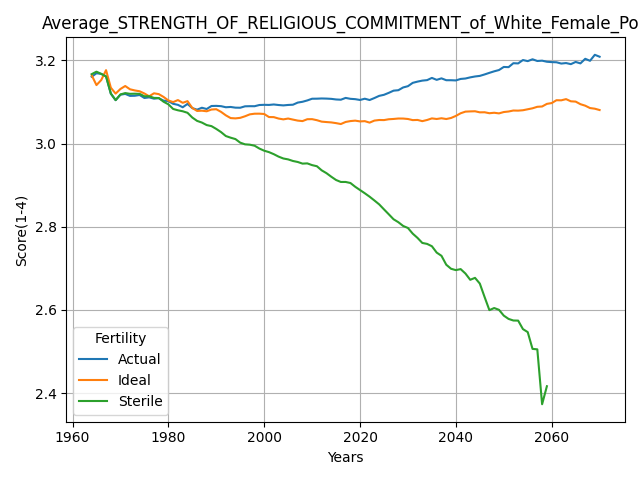 Average_STRENGTH_OF_RELIGIOUS_COMMITMENT_of_White_Female_Po
3.2
3.0
2.8
2.6
2.4
Score(1-4)
Fertility
Actual
Ideal
Sterile
1960 1980 2000 2020 2040 2060
Years